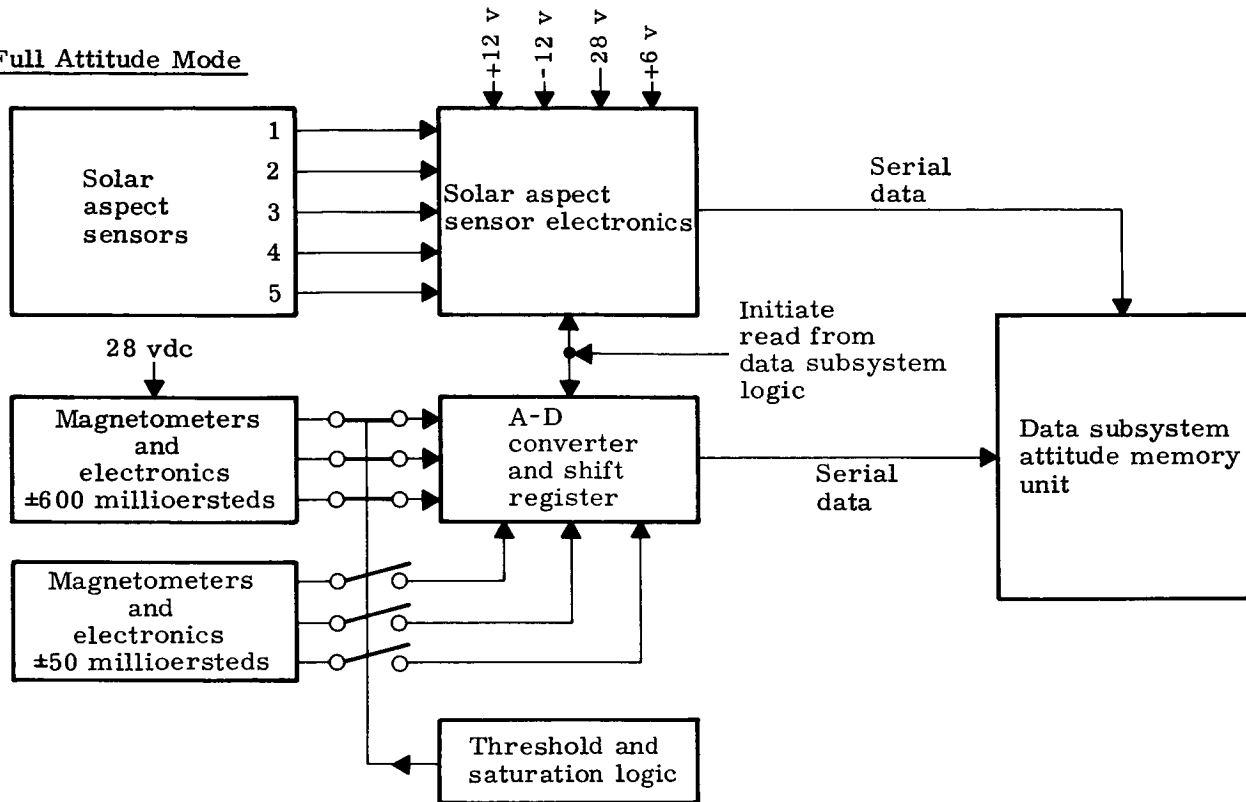 Full Attitude Mode
+12 v
-12 v
28 v
+6 v
Solar
aspect
sensors
1
2
3
4
5
Solar aspect
sensor electronics
Serial
data
28 vdc
Initiate
read from
data subsystem
logic
Magnetometers
and
electronics
±600 millioersteds
A-D
converter
and shift
register
Serial
data
Data subsystem
attitude memory
unit
Magnetometers
and
electronics
±50 millioersteds
Threshold and
saturation logic